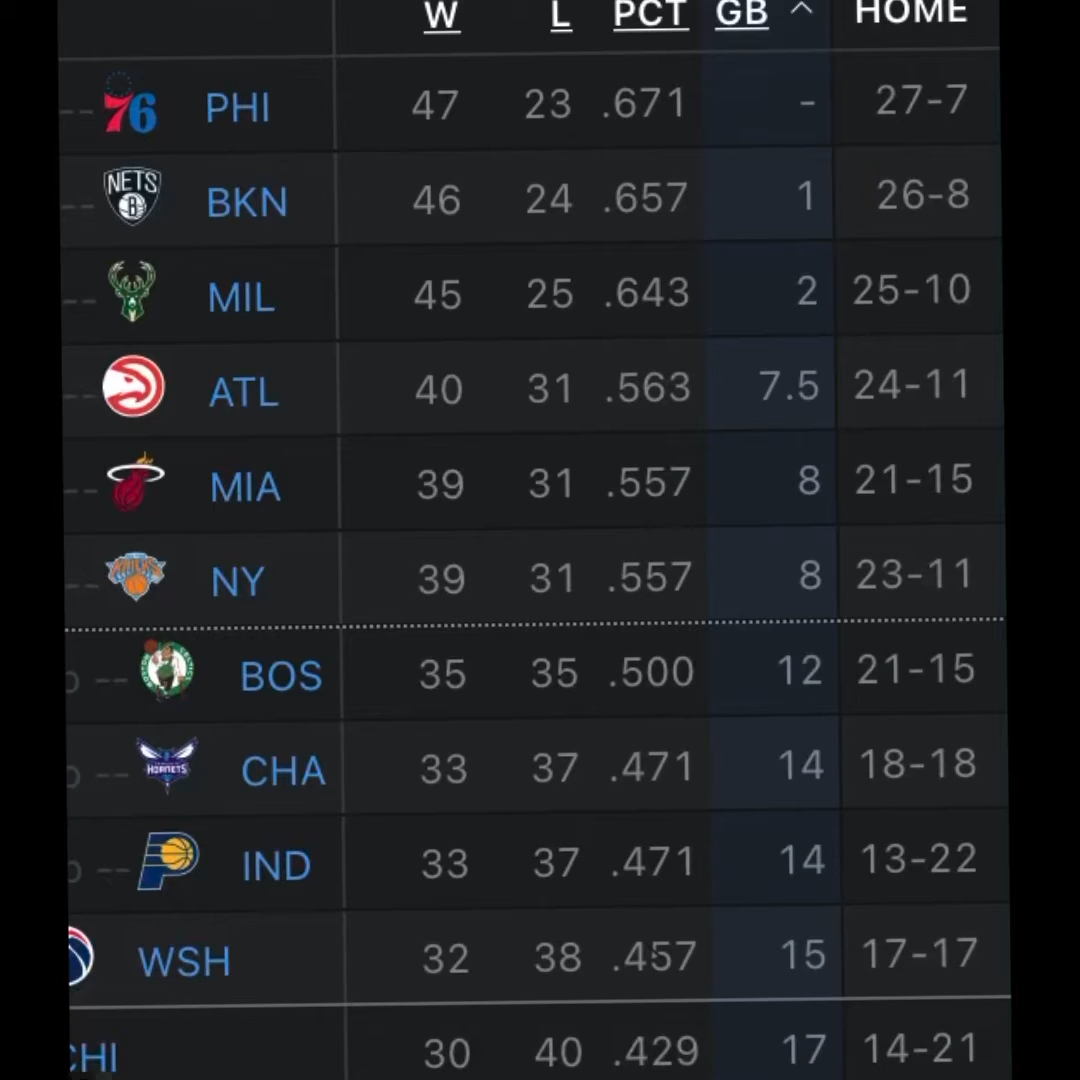 W L PCT GB ^ HOME
-- 76 PHI 47 23 .671 - 27-7
-- NETS B BKN 46 24 .657 1 26-8
-- MIL 45 25 .643 2 25-10
-- ATL 40 31 .563 7.5 24-11
-- MIA 39 31 .557 8 21-15
-- KNICKS NY 39 31 .557 8 23-11
-- BOS 35 35 .500 12 21-15
-- HORNETS CHA 33 37 .471 14 18-18
-- IND 33 37 .471 14 13-22
WSH 32 38 .457 15 17-17
CHI 30 40 .429 17 14-21